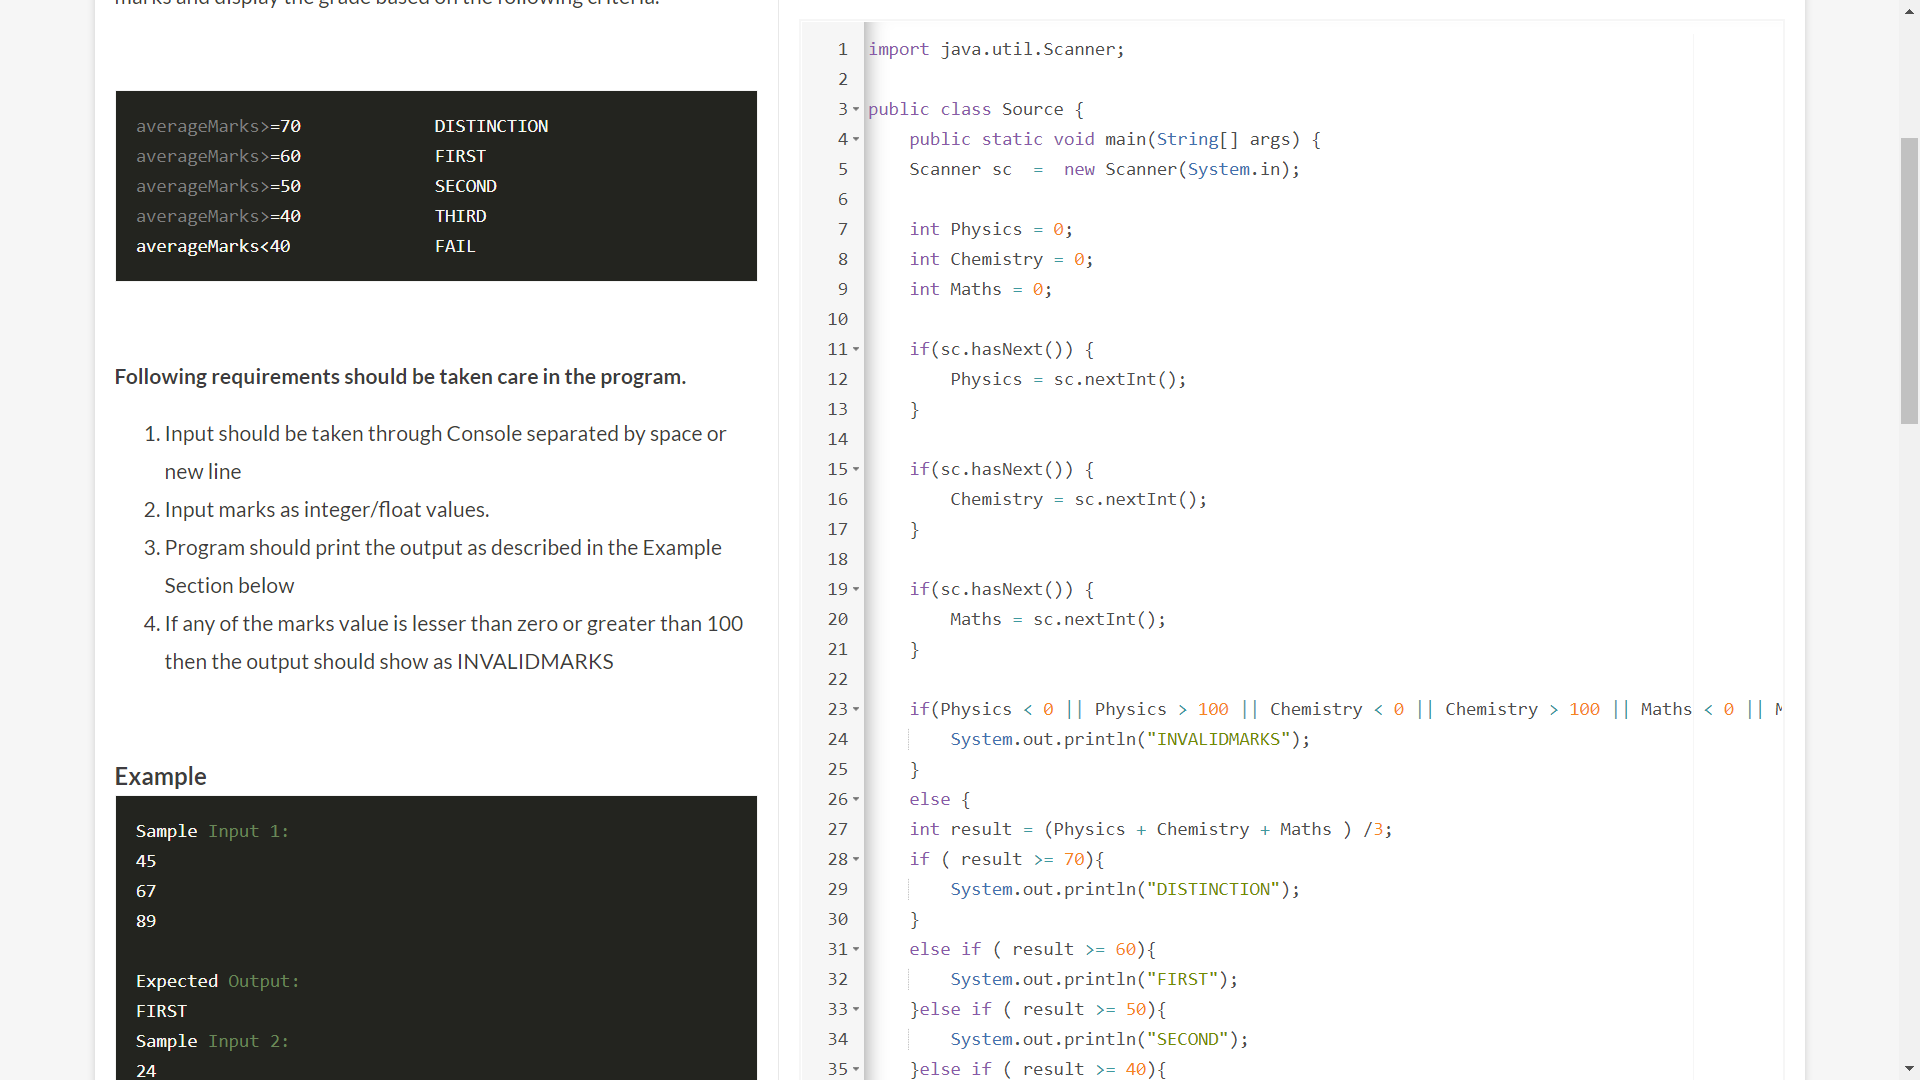 marks and display the grade based on the following criteria.
averageMarks>=70 DISTINCTION
averageMarks>=60 FIRST
averageMarks>=50 SECOND
averageMarks>=40 THIRD
averageMarks<40 FAIL
Following requirements should be taken care in the program.
1. Input should be taken through Console separated by space or
new line
2. Input marks as integer/float values.
3. Program should print the output as described in the Example
Section below
4. If any of the marks value is lesser than zero or greater than 100
then the output should show as INVALIDMARKS
Example
Sample Input 1:
45
67
89
Expected Output:
FIRST
Sample Input 2:
24
1 import java.util.Scanner;
2
3 public class Source {
4 public static void main(String[] args) {
5 Scanner sc = new Scanner(System.in);
6
7 int Physics = 0;
8 int Chemistry = 0;
9 int Maths = 0;
10
11 if(sc.hasNext()) {
12 Physics = sc.nextInt();
13 }
14
15 if(sc.hasNext()) {
16 Chemistry = sc.nextInt();
17 }
18
19 if(sc.hasNext()) {
20 Maths = sc.nextInt();
21 }
22
23 if(Physics < 0 || Physics > 100 || Chemistry < 0 || Chemistry > 100 || Maths < 0 ||
24 System.out.println("INVALIDMARKS");
25 }
26 else {
27 int result = (Physics + Chemistry + Maths ) /3;
28 if ( result >= 70){
29 System.out.println("DISTINCTION");
30 }
31 else if ( result >= 60){
32 System.out.println("FIRST");
33 }else if ( result >= 50){
34 System.out.println("SECOND");
35 }else if ( result >= 40){